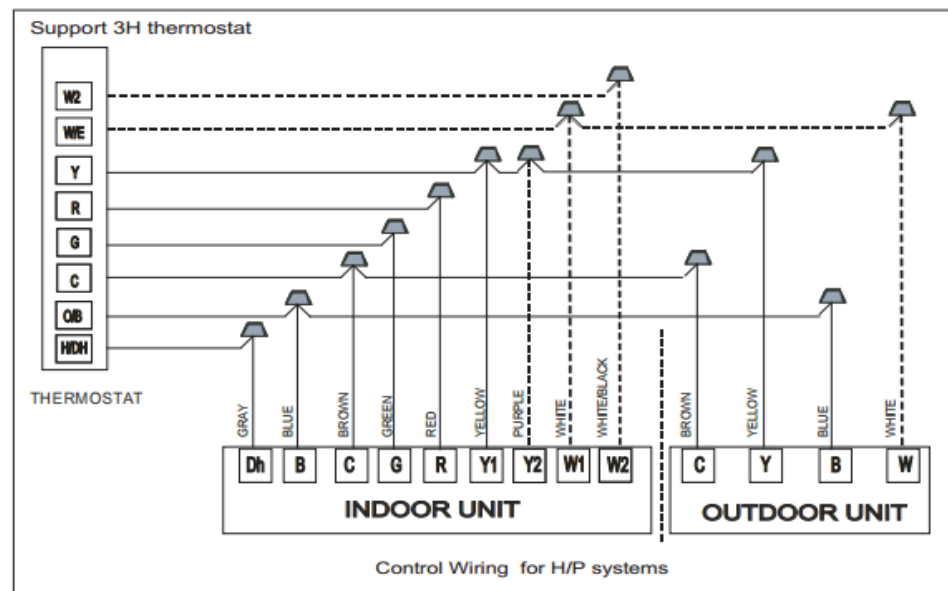 Support 3H thermostat
W2
W/E
Y
R
G
C
O/B
H/DH
THERMOSTAT
GRAY
BLUE
BROWN
GREEN
RED
YELLOW
PURPLE
WHITE
WHITE/BLACK
BROWN
YELLOW
BLUE
WHITE
Dh B C G R Y1 Y2 W1 W2
C Y B W
INDOOR UNIT
OUTDOOR UNIT
Control Wiring for H/P systems